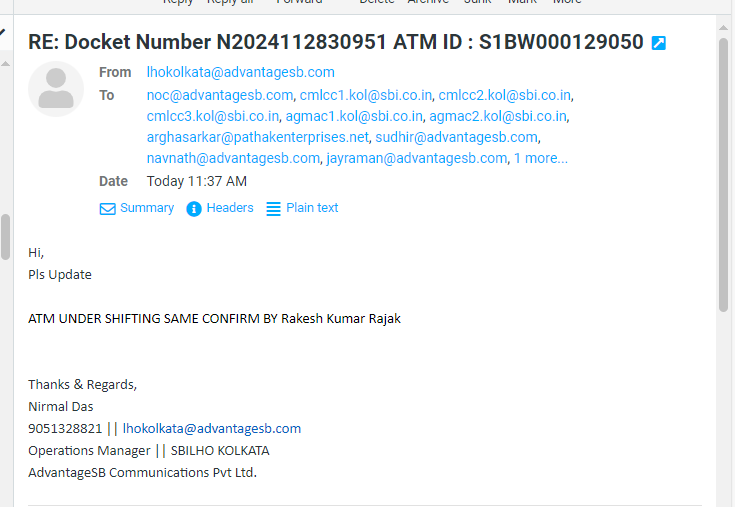 Reply Reply all Forward Delete Archive Junk Mark More
RE: Docket Number N2024112830951 ATM ID : S1BW000129050
From lhokolkata@advantagesb.com
To noc@advantagesb.com, cmlcc1.kol@sbi.co.in, cmlcc2.kol@sbi.co.in,
cmlcc3.kol@sbi.co.in, agmac1.kol@sbi.co.in, agmac2.kol@sbi.co.in,
arghasarkar@pathakenterprises.net, sudhir@advantagesb.com,
navnath@advantagesb.com, jayraman@advantagesb.com, 1 more...
Date Today 11:37 AM
Summary Headers Plain text
Hi,
Pls Update
ATM UNDER SHIFTING SAME CONFIRM BY Rakesh Kumar Rajak
Thanks & Regards,
Nirmal Das
9051328821 || lhokolkata@advantagesb.com
Operations Manager || SBILHO KOLKATA
AdvantageSB Communications Pvt Ltd.